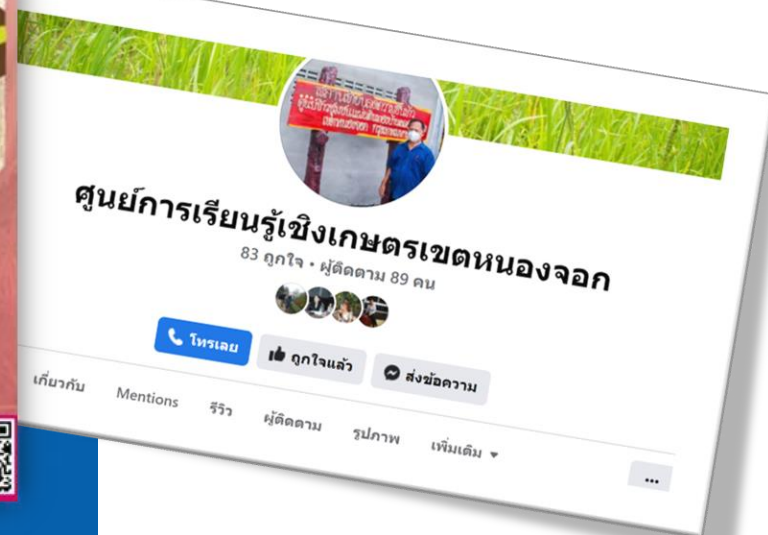 ศูนย์การเรียนรู้เชิงเกษตรเขตหนองจอก
83 ถูกใจ • ผู้ติดตาม 89 คน
โทรเลย
ถูกใจแล้ว
ส่งข้อความ
เกี่ยวกับ Mentions รีวิว ผู้ติดตาม รูปภาพ เพิ่มเติม
...